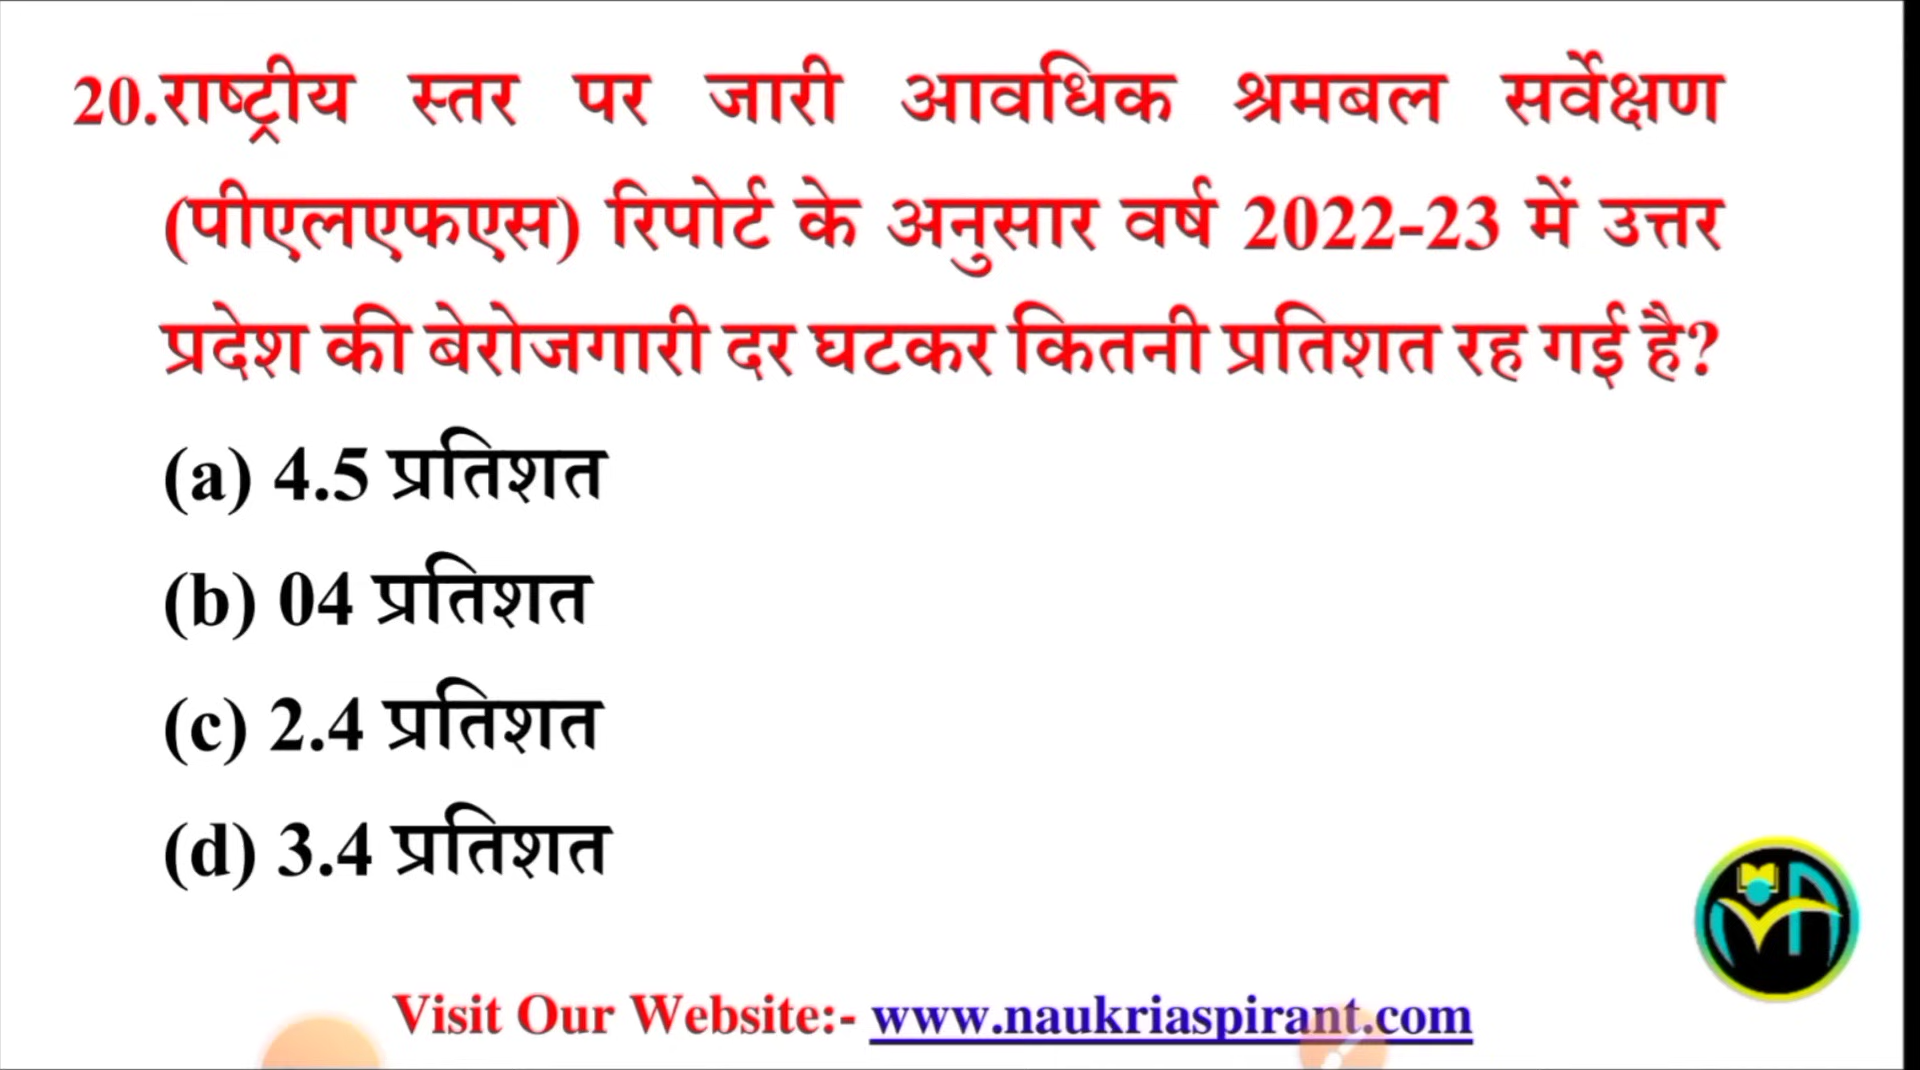 20.राष्ट्रीय स्तर पर जारी आवधिक श्रमबल सर्वेक्षण
(पीएलएफएस) रिपोर्ट के अनुसार वर्ष 2022-23 में उत्तर
प्रदेश की बेरोजगारी दर घटकर कितनी प्रतिशत रह गई है?
(a) 4.5 प्रतिशत
(b) 04 प्रतिशत
(c) 2.4 प्रतिशत
(d) 3.4 प्रतिशत
Visit Our Website:- www.naukriaspirant.com